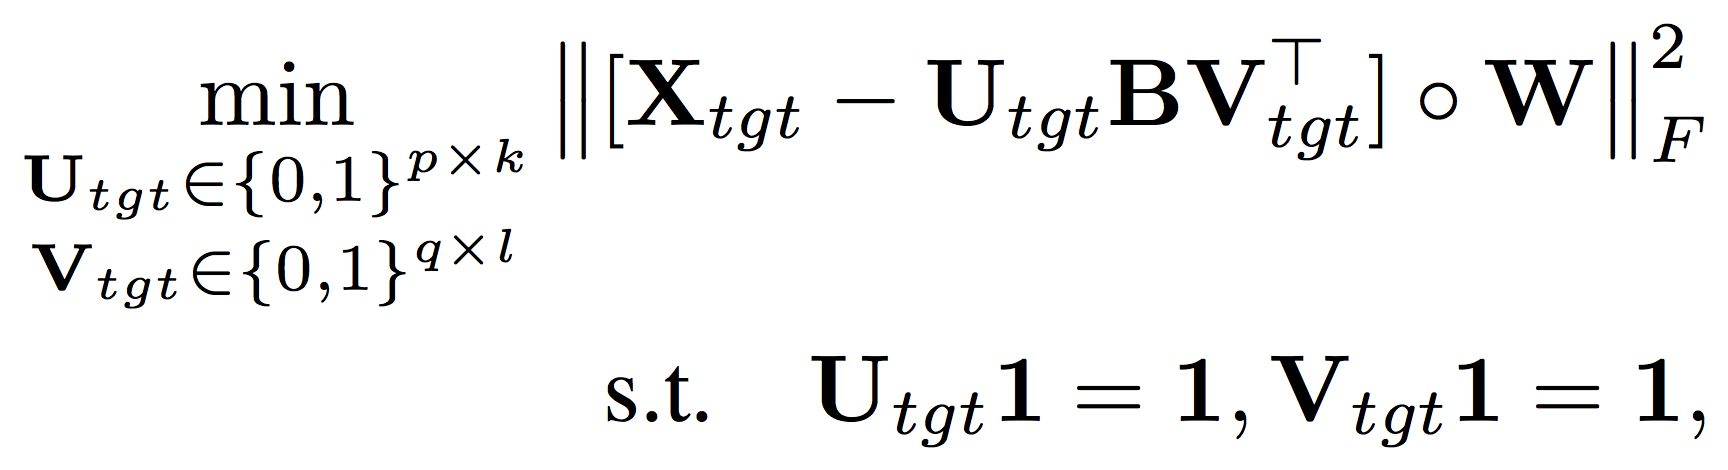 min ‖[X_tgt − U_tgt B V_tgt^⊤] ∘ W‖_F^2
U_tgt∈{0,1}^{p×k}
V_tgt∈{0,1}^{q×l}
s.t. U_tgt 1 = 1, V_tgt 1 = 1,